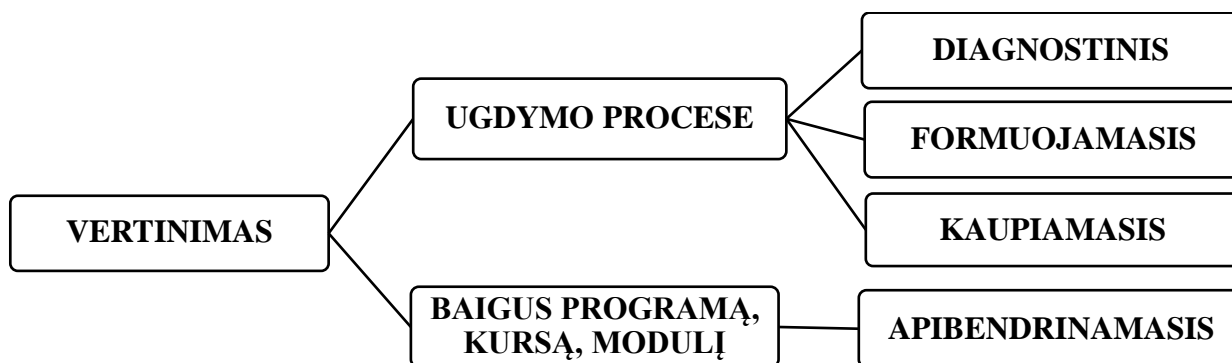 VERTINIMAS
UGDYMO PROCESE
DIAGNOSTINIS
FORMUOJAMASIS
KAUPIAMASIS
BAIGUS PROGRAMĄ,
KURSĄ, MODULĮ
APIBENDRINAMASIS